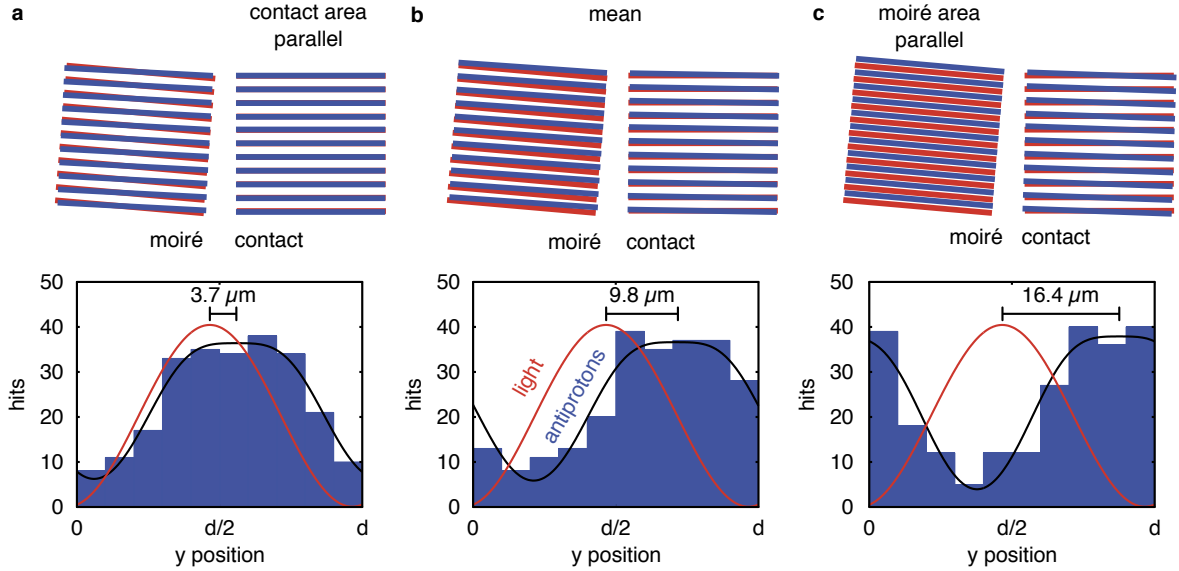 a
contact area
parallel
moiré
contact
b
mean
moiré
contact
c
moiré area
parallel
moiré
contact
50
40
30
20
10
0
hits
3.7 µm
0
d/2
d
y position
50
40
30
20
10
0
hits
9.8 µm
light
antiprotons
0
d/2
d
y position
50
40
30
20
10
0
hits
16.4 µm
0
d/2
d
y position